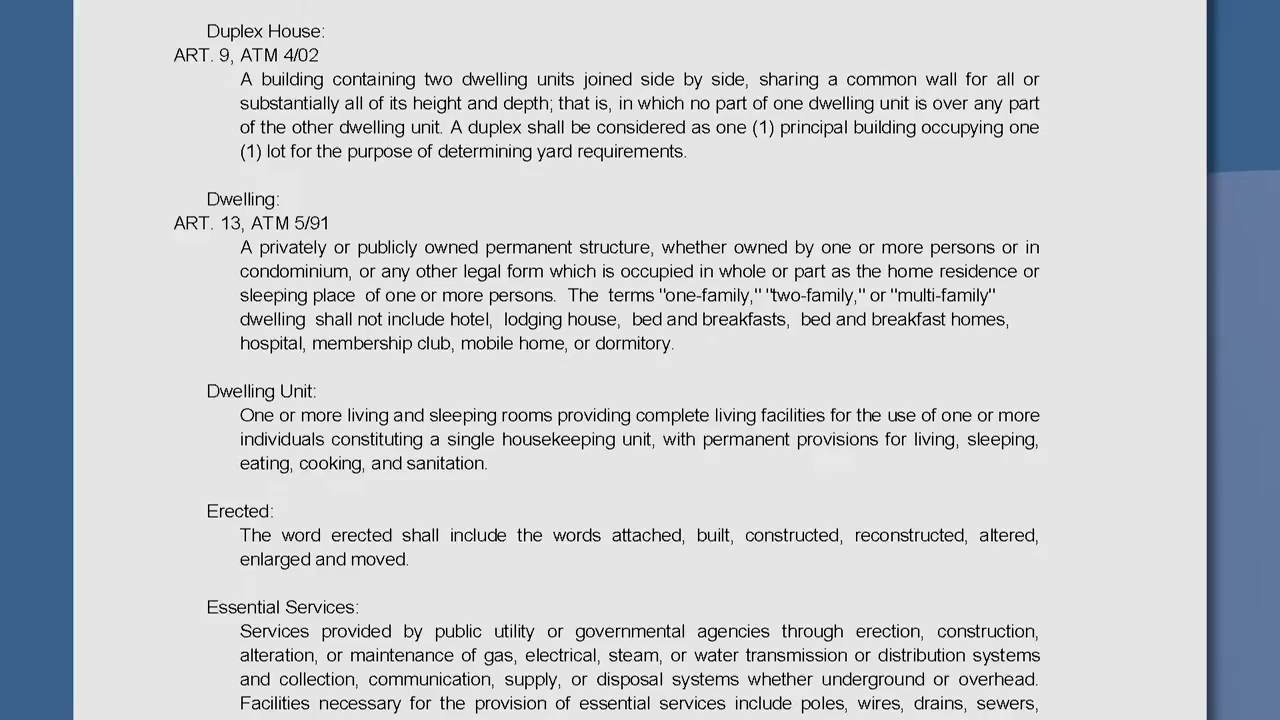 Duplex House:
ART. 9, ATM 4/02
A building containing two dwelling units joined side by side, sharing a common wall for all or
substantially all of its height and depth; that is, in which no part of one dwelling unit is over any part
of the other dwelling unit. A duplex shall be considered as one (1) principal building occupying one
(1) lot for the purpose of determining yard requirements.
Dwelling:
ART. 13, ATM 5/91
A privately or publicly owned permanent structure, whether owned by one or more persons or in
condominium, or any other legal form which is occupied in whole or part as the home residence or
sleeping place of one or more persons. The terms "one-family," "two-family," or "multi-family"
dwelling shall not include hotel, lodging house, bed and breakfasts, bed and breakfast homes,
hospital, membership club, mobile home, or dormitory.
Dwelling Unit:
One or more living and sleeping rooms providing complete living facilities for the use of one or more
individuals constituting a single housekeeping unit, with permanent provisions for living, sleeping,
eating, cooking, and sanitation.
Erected:
The word erected shall include the words attached, built, constructed, reconstructed, altered,
enlarged and moved.
Essential Services:
Services provided by public utility or governmental agencies through erection, construction,
alteration, or maintenance of gas, electrical, steam, or water transmission or distribution systems
and collection, communication, supply, or disposal systems whether underground or overhead.
Facilities necessary for the provision of essential services include poles, wires, drains, sewers,